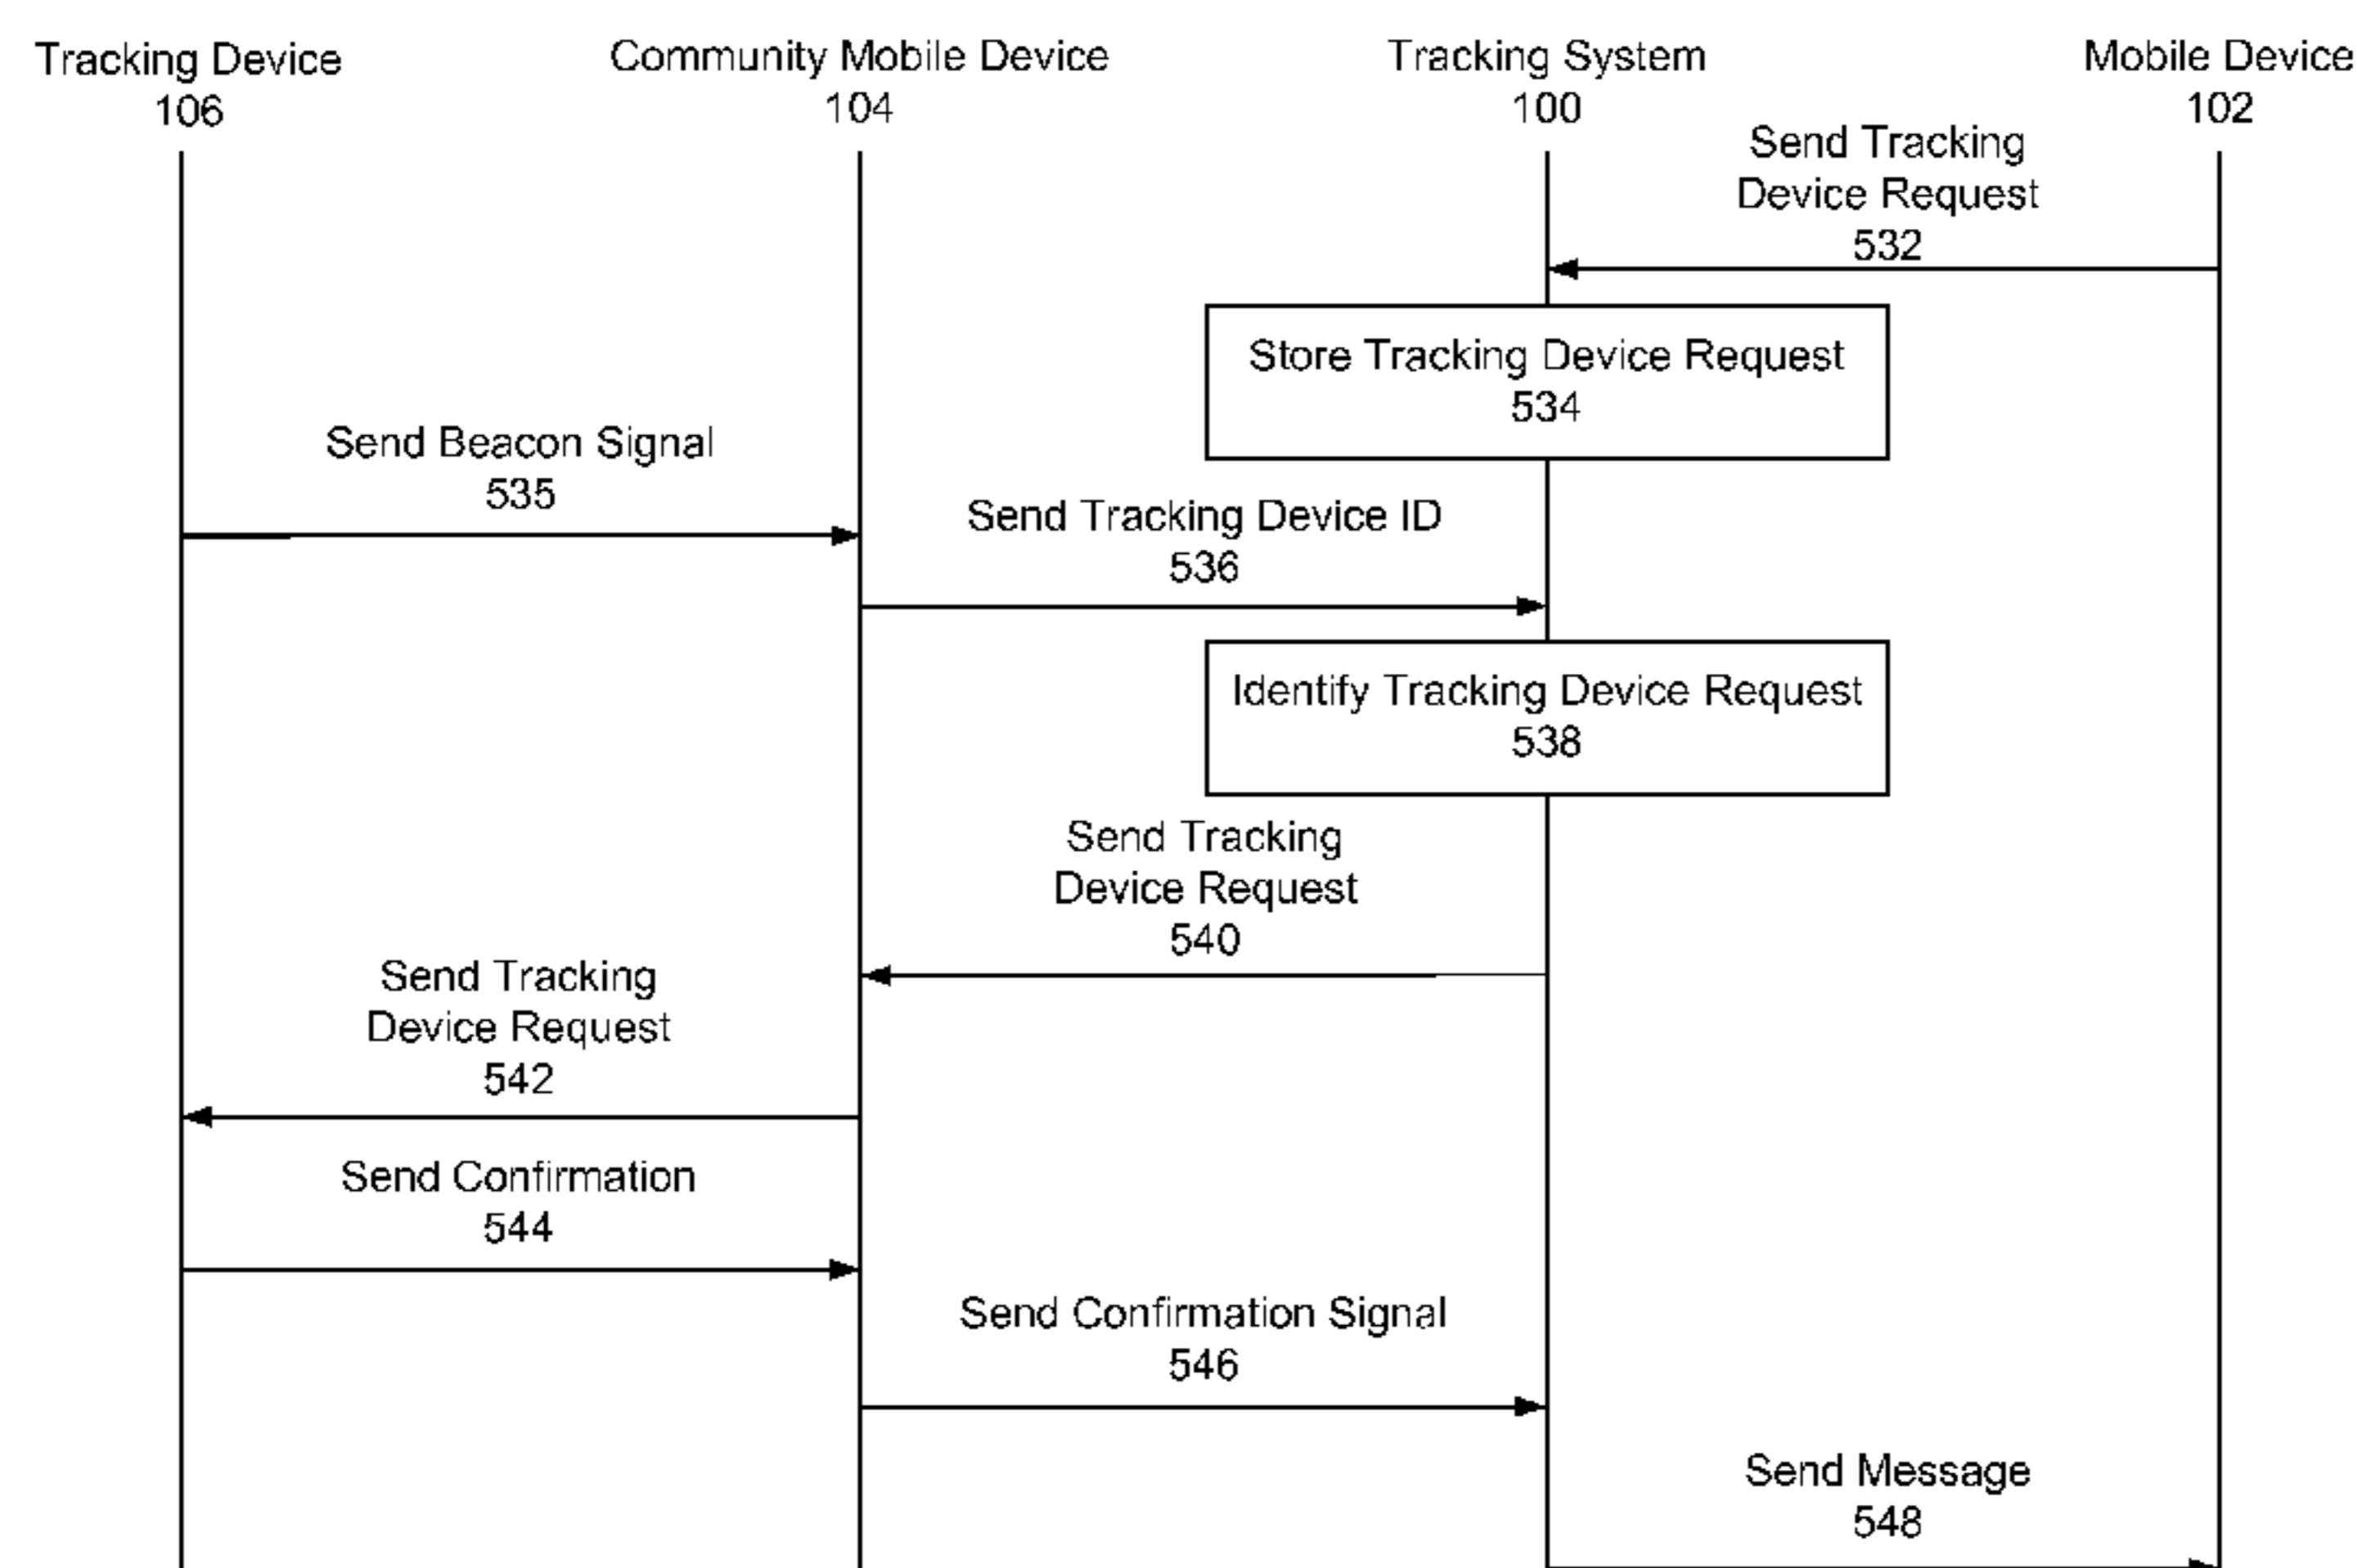 Tracking Device
106
Community Mobile Device
104
Tracking System
100
Mobile Device
102
Send Tracking
Device Request
532
Store Tracking Device Request
534
Send Beacon Signal
535
Send Tracking Device ID
536
Identify Tracking Device Request
538
Send Tracking
Device Request
540
Send Tracking
Device Request
542
Send Confirmation
544
Send Confirmation Signal
546
Send Message
548